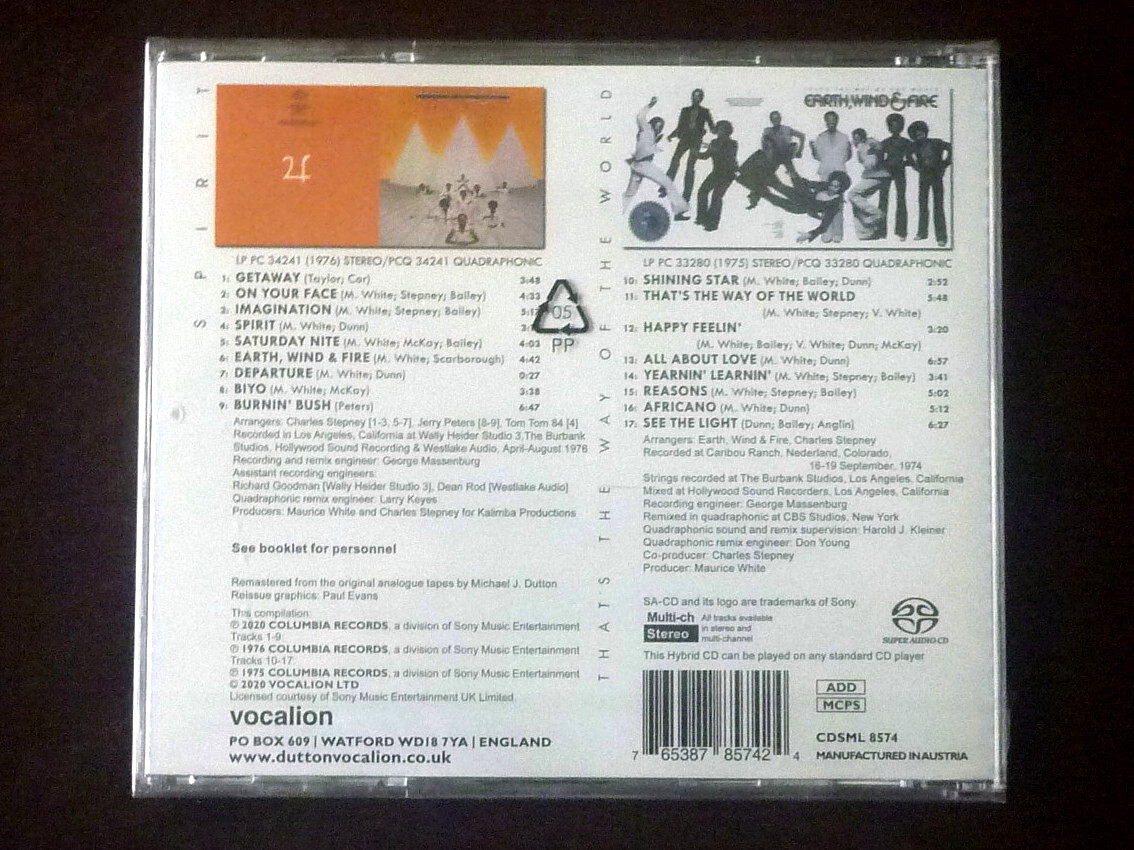 SPIRIT
LP PC 34241 (1976) STEREO/PCQ 34241 QUADRAPHONIC
1: GETAWAY (Taylor; Cor) 3:48
2: ON YOUR FACE (M. White; Stepney; Bailey) 4:33
3: IMAGINATION (M. White; Stepney; Bailey)
4: SPIRIT (M. White; Dunn)
5: SATURDAY NITE (M. White; McKay; Bailey) 4:03
6: EARTH, WIND & FIRE (M. White; Scarborough) 4:42
7: DEPARTURE (M. White; Dunn) 0:27
8: BIYO (M. White; McKay) 3:38
9: BURNIN' BUSH (Peters) 6:47
Arrangers: Charles Stepney [1-3, 5-7], Jerry Peters [8-9], Tom Tom 84 [4]
Recorded in Los Angeles, California at Wally Heider Studio 3, The Burbank
Studios, Hollywood Sound Recording & Westlake Audio, April-August 1976
Recording and remix engineer: George Massenburg
Assistant recording engineers:
Richard Goodman [Wally Heider Studio 3], Dean Rod [Westlake Audio]
Quadraphonic remix engineer: Larry Keyes
Producers: Maurice White and Charles Stepney for Kalimba Productions
See booklet for personnel
Remastered from the original analogue tapes by Michael J. Dutton
Reissue graphics: Paul Evans
This compilation:
℗ 2020 COLUMBIA RECORDS, a division of Sony Music Entertainment
Tracks 1-9:
℗ 1976 COLUMBIA RECORDS, a division of Sony Music Entertainment
Tracks 10-17:
℗ 1975 COLUMBIA RECORDS, a division of Sony Music Entertainment
© 2020 VOCALION LTD
Licensed courtesy of Sony Music Entertainment UK Limited.
vocalion
PO BOX 609 | WATFORD WD18 7YA | ENGLAND
www.duttonvocalion.co.uk
05
PP
THAT'S THE WAY OF THE WORLD
EARTH, WIND & FIRE
LP PC 33280 (1975) STEREO/PCQ 33280 QUADRAPHONIC
10: SHINING STAR (M. White; Bailey; Dunn) 2:52
11: THAT'S THE WAY OF THE WORLD 5:48
(M. White; Stepney; V. White)
12: HAPPY FEELIN' 3:20
(M. White; Bailey; V. White; Dunn; McKay)
13: ALL ABOUT LOVE (M. White; Dunn) 6:57
14: YEARNIN' LEARNIN' (M. White; Stepney; Bailey) 3:41
15: REASONS (M. White; Stepney; Bailey) 5:02
16: AFRICANO (M. White; Dunn) 5:12
17: SEE THE LIGHT (Dunn; Bailey; Anglin) 6:27
Arrangers: Earth, Wind & Fire, Charles Stepney
Recorded at Caribou Ranch, Nederland, Colorado,
16-19 September, 1974
Strings recorded at The Burbank Studios, Los Angeles, California
Mixed at Hollywood Sound Recorders, Los Angeles, California
Recording engineer: George Massenburg
Remixed in quadraphonic at CBS Studios, New York
Quadraphonic sound and remix supervision: Harold J. Kleiner
Quadraphonic remix engineer: Don Young
Co-producer: Charles Stepney
Producer: Maurice White
SA-CD and its logo are trademarks of Sony.
Multi-ch
Stereo
All tracks available
in stereo and
multi-channel
SUPER AUDIO CD
This Hybrid CD can be played on any standard CD player
ADD
MCPS
7 65387 85742 4
CDSML 8574
MANUFACTURED IN AUSTRIA